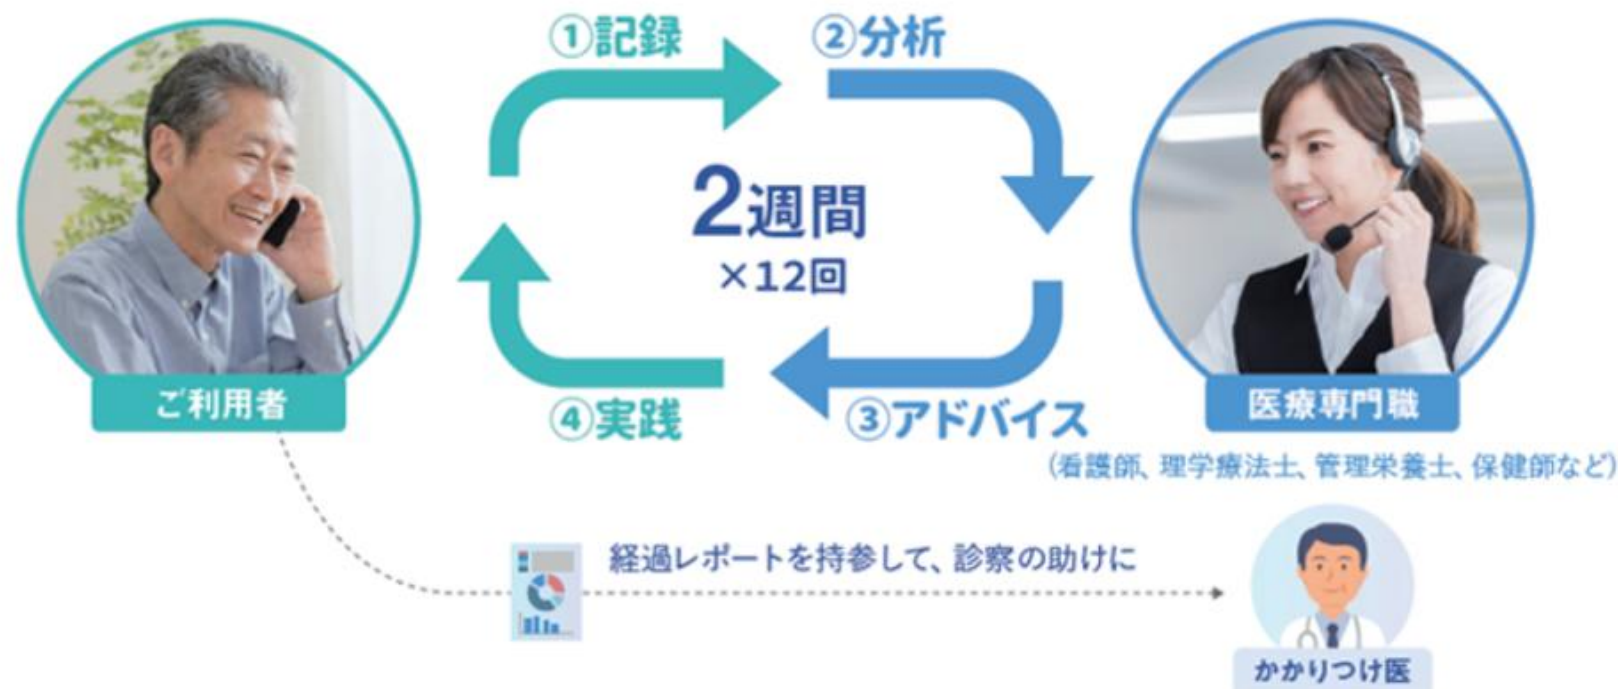 ①記録
②分析
2週間
×12回
ご利用者
④実践
③アドバイス
医療専門職
(看護師、理学療法士、管理栄養士、保健師など)
経過レポートを持参して、診察の助けに
かかりつけ医